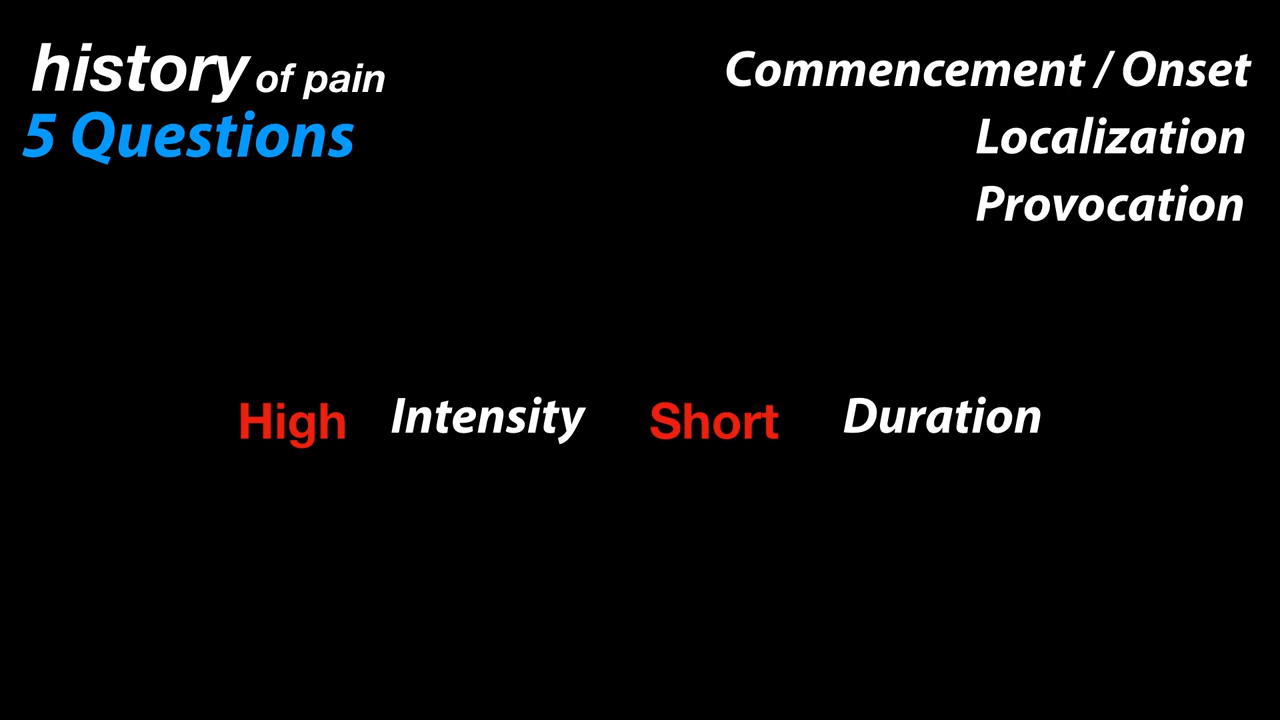 history of pain
5 Questions
Commencement / Onset
Localization
Provocation
High Intensity Short Duration